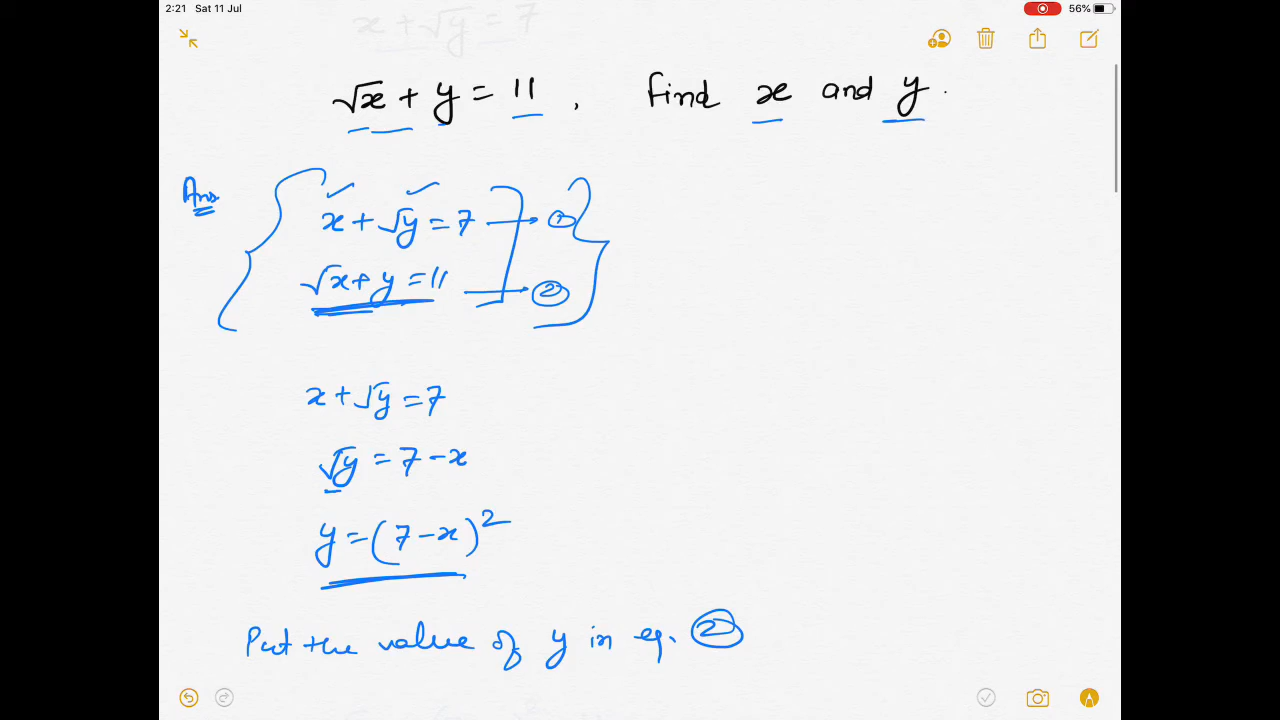 2:21 Sat 11 Jul 56%
x + √y = 7
√x + y = 11 , Find x and y .
Ans
x + √y = 7 → ①
√x + y = 11 → ②
x + √y = 7
√y = 7 - x
y = (7 - x)²
Put the value of y in eq. ②